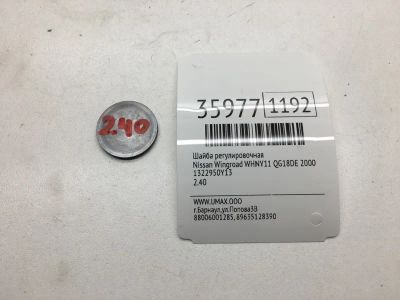 2.40
35977 1192
Шайба регулировочная
Nissan Wingroad WHNY11 QG18DE 2000
1322950Y13
2.40
WWW.UMAX.OOO
г.Барнаул,ул.Попова3В
88006001285, 89635128390